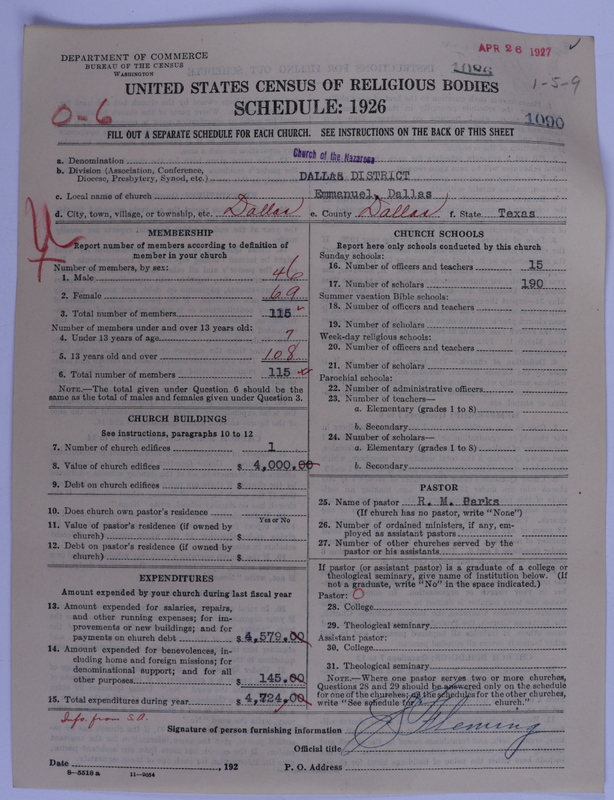 APR 26 1927
DEPARTMENT OF COMMERCE
BUREAU OF THE CENSUS
WASHINGTON
1096
1-5-9
UNITED STATES CENSUS OF RELIGIOUS BODIES
0-6
SCHEDULE: 1926
1090
FILL OUT A SEPARATE SCHEDULE FOR EACH CHURCH. SEE INSTRUCTIONS ON THE BACK OF THIS SHEET
a. Denomination Church of the Nazarene
b. Division (Association, Conference,
Diocese, Presbytery, Synod, etc.) DALLAS DISTRICT
c. Local name of church Emmanuel, Dallas
d. City, town, village, or township, etc. Dallas e. County Dallas f. State Texas
MEMBERSHIP
Report number of members according to definition of
member in your church
Number of members, by sex:
1. Male 46
2. Female 69
3. Total number of members 115
Number of members under and over 13 years old:
4. Under 13 years of age 7
5. 13 years old and over 108
6. Total number of members 115
NOTE.—The total given under Question 6 should be
same as the total of males and females given under Question 3.
CHURCH BUILDINGS
See instructions, paragraphs 10 to 12
7. Number of church edifices 1
8. Value of church edifices $ 4,000.00
9. Debt on church edifices $
10. Does church own pastor's residence
Yes or No
11. Value of pastor's residence (if owned by
church) $
12. Debt on pastor's residence (if owned by
church) $
EXPENDITURES
Amount expended by your church during last fiscal year
13. Amount expended for salaries, repairs,
and other running expenses; for im-
provements or new buildings; and for
payments on church debt $ 4,579.00
14. Amount expended for benevolences, in-
cluding home and foreign missions; for
denominational support; and for all
other purposes $ 145.00
15. Total expenditures during year $ 4,724.00
Info. from S.A.
CHURCH SCHOOLS
Report here only schools conducted by this church
Sunday schools:
16. Number of officers and teachers 15
17. Number of scholars 190
Summer vacation Bible schools:
18. Number of officers and teachers
19. Number of scholars
Week-day religious schools:
20. Number of officers and teachers
21. Number of scholars
Parochial schools:
22. Number of administrative officers
23. Number of teachers—
a. Elementary (grades 1 to 8)
b. Secondary
24. Number of scholars—
a. Elementary (grades 1 to 8)
b. Secondary
PASTOR
25. Name of pastor R. M. Parks
(If church has no pastor, write "None")
26. Number of ordained ministers, if any, em-
ployed as assistant pastors
27. Number of other churches served by the
pastor or his assistants
If pastor (or assistant pastor) is a graduate of a college or
theological seminary, give name of institution below. (If
not a graduate, write "No" in the space indicated.)
Pastor: 0
28. College
29. Theological seminary
Assistant pastor:
30. College
31. Theological seminary
NOTE.—Where one pastor serves two or more churches,
Questions 28 and 29 should be answered only on the schedule
for one of the churches; on the schedules for the other churches,
write "See schedule for church."
Signature of person furnishing information Fleming
Official title
Date , 192 P. O. Address
8—5518 a 11—9034